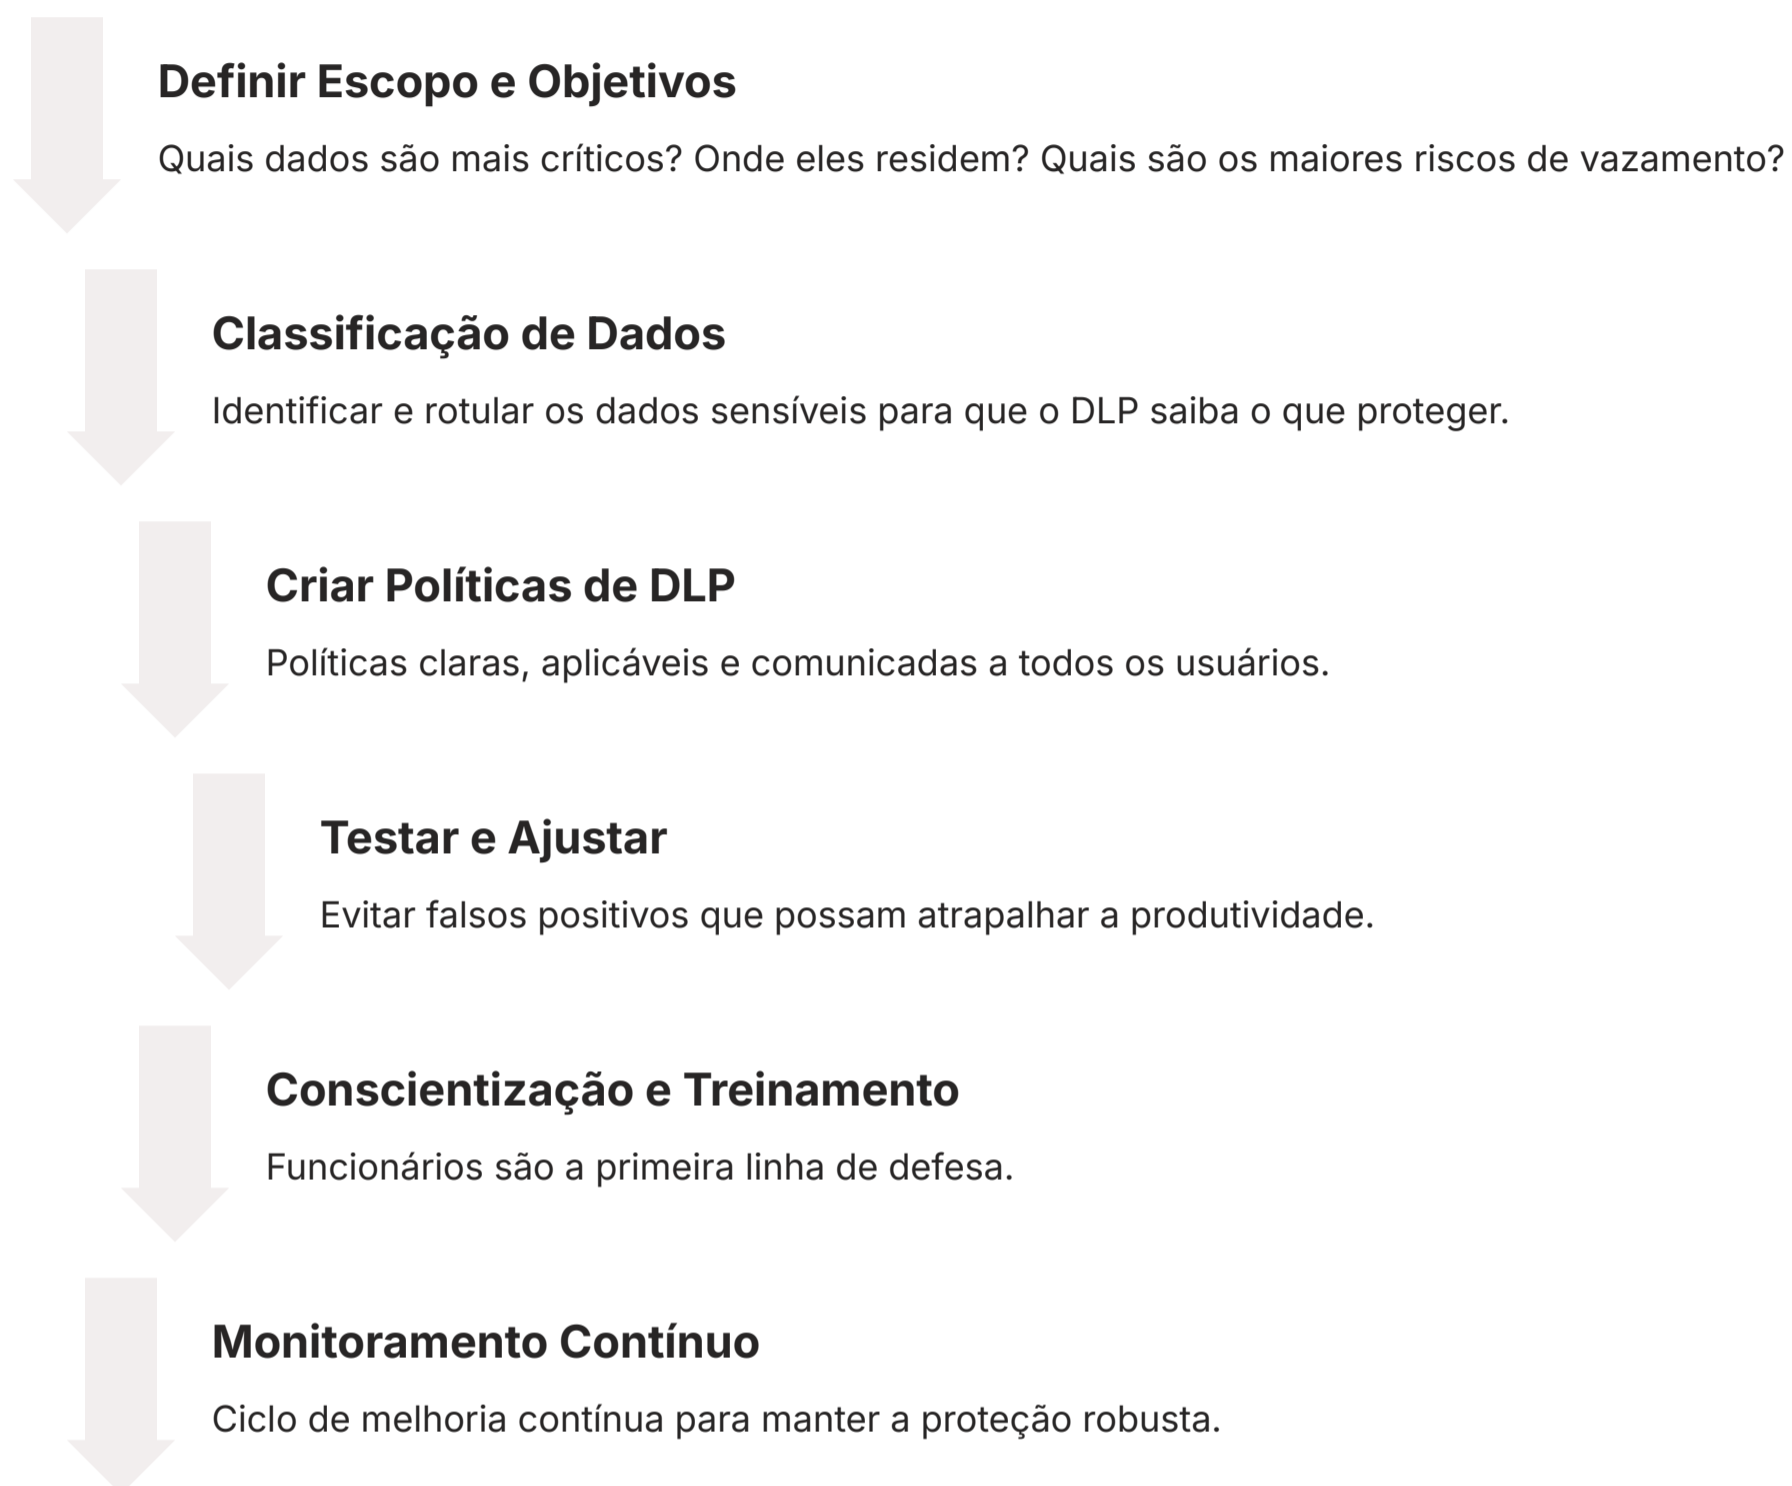 Definir Escopo e Objetivos
Quais dados são mais críticos? Onde eles residem? Quais são os maiores riscos de vazamento?
Classificação de Dados
Identificar e rotular os dados sensíveis para que o DLP saiba o que proteger.
Criar Políticas de DLP
Políticas claras, aplicáveis e comunicadas a todos os usuários.
Testar e Ajustar
Evitar falsos positivos que possam atrapalhar a produtividade.
Conscientização e Treinamento
Funcionários são a primeira linha de defesa.
Monitoramento Contínuo
Ciclo de melhoria contínua para manter a proteção robusta.